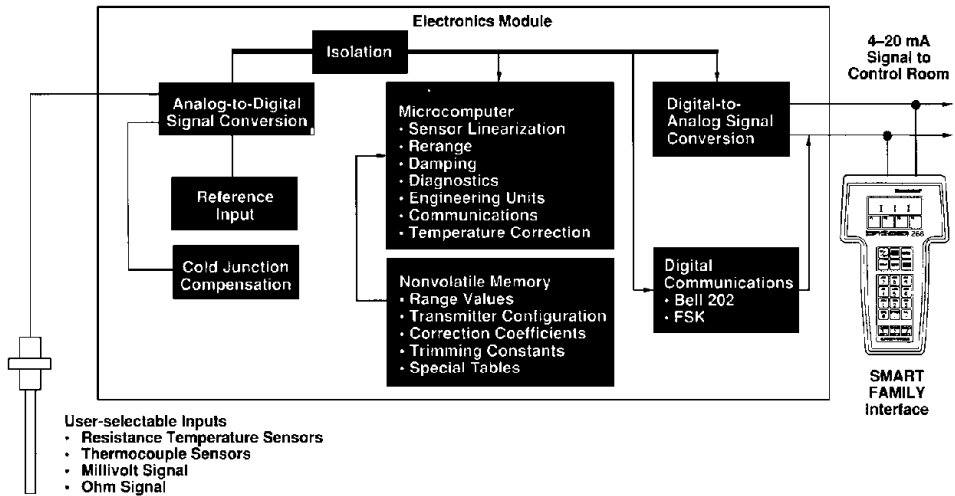 Electronics Module
Isolation
4–20 mA
Signal to
Control Room
Analog-to-Digital
Signal Conversion
Microcomputer
• Sensor Linearization
• Rerange
• Damping
• Diagnostics
• Engineering Units
• Communications
• Temperature Correction
Digital-to-
Analog Signal
Conversion
Reference
Input
Cold Junction
Compensation
Nonvolatile Memory
• Range Values
• Transmitter Configuration
• Correction Coefficients
• Trimming Constants
• Special Tables
Digital
Communications
• Bell 202
• FSK
268
SMART
FAMILY
Interface
User-selectable Inputs
• Resistance Temperature Sensors
• Thermocouple Sensors
• Millivolt Signal
• Ohm Signal